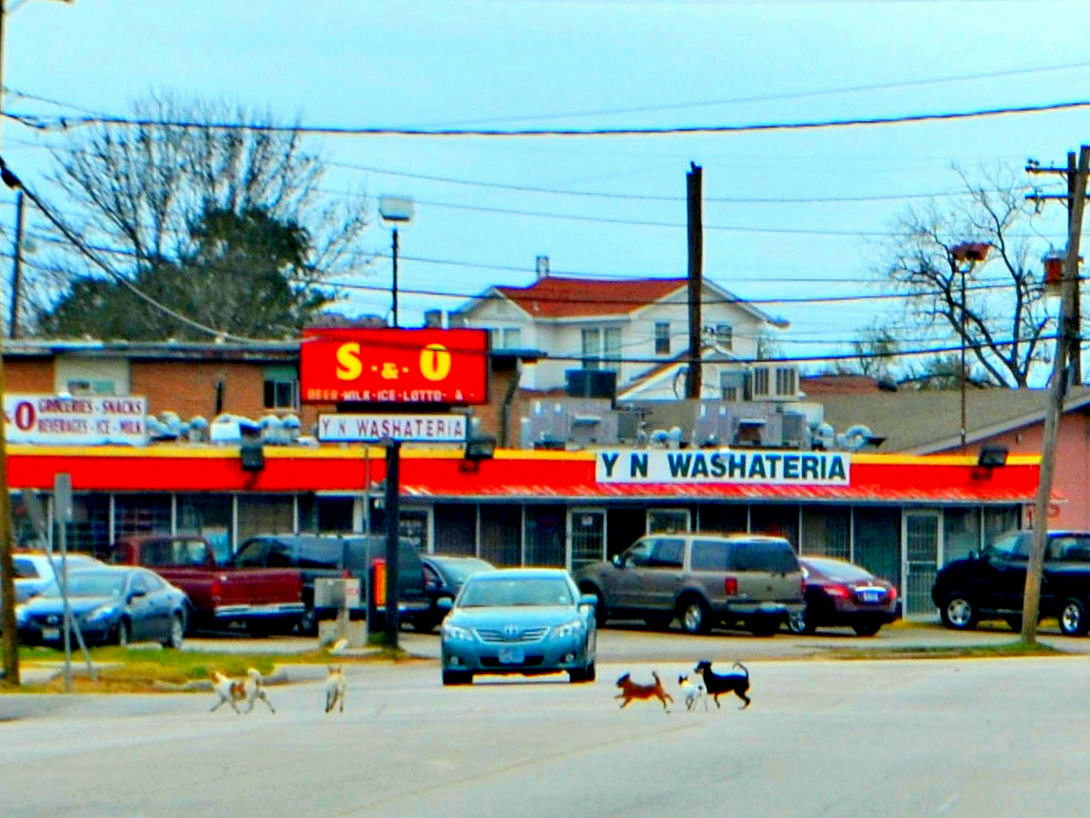 S · & · O
BEER-MILK-ICE-LOTTO- &
Y N WASHATERIA
&O GROCERIES - SNACKS
BEVERAGES - ICE - MILK
Y N WASHATERIA